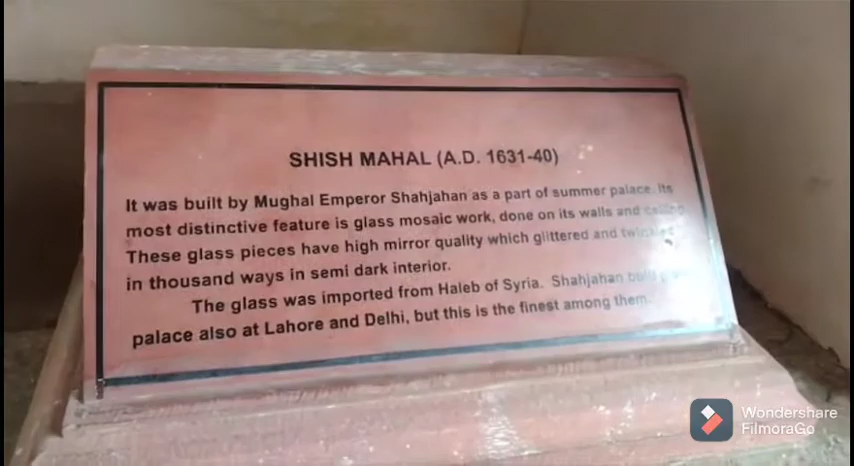 SHISH MAHAL (A.D. 1631-40)
It was built by Mughal Emperor Shahjahan as a part of summer palace. Its
most distinctive feature is glass mosaic work, done on its walls and ceiling.
These glass pieces have high mirror quality which glittered and twinkled
in thousand ways in semi dark interior.
The glass was imported from Haleb of Syria. Shahjahan built
palace also at Lahore and Delhi, but this is the finest among them.
Wondershare
FilmoraGo